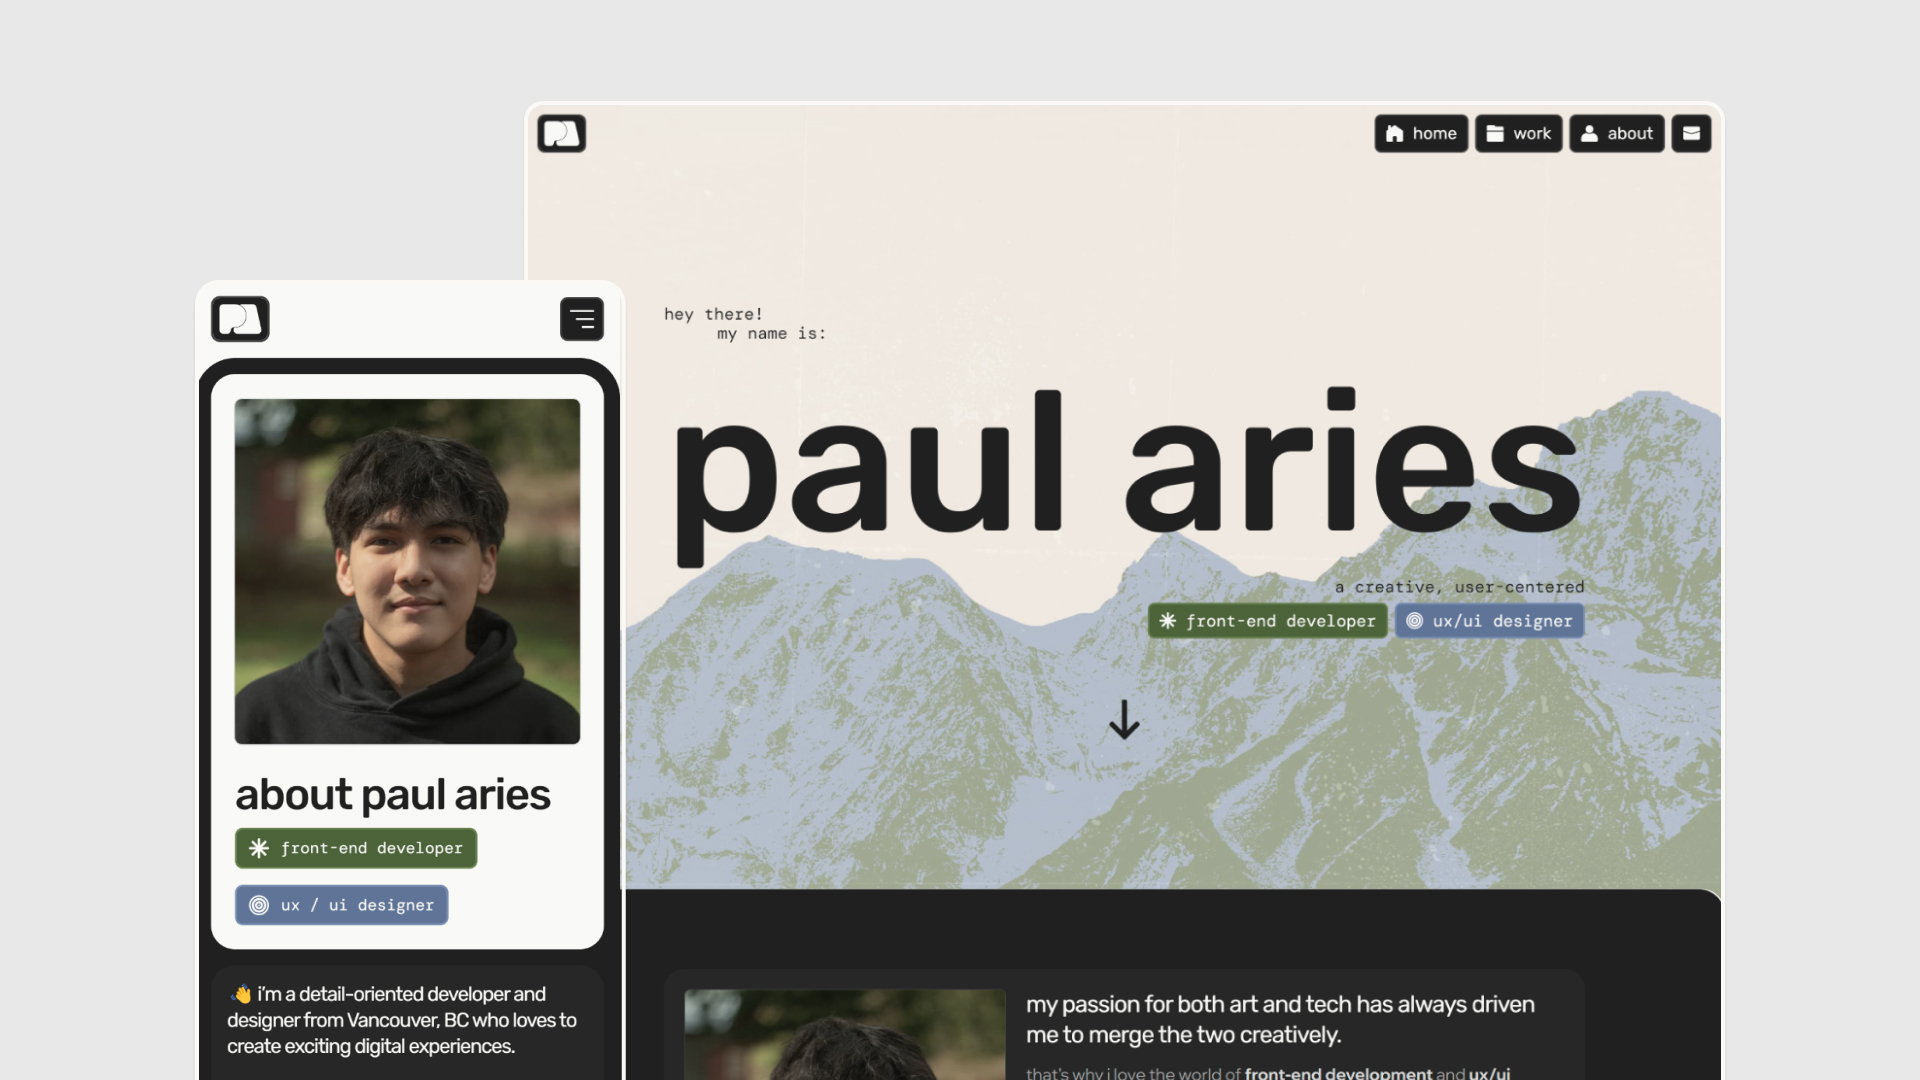 home
work
about
hey there!
my name is:
paul aries
a creative, user-centered
front-end developer
ux/ui designer
my passion for both art and tech has always driven
me to merge the two creatively.
that's why i love the world of front-end development and ux/ui
about paul aries
front-end developer
ux / ui designer
👋 i'm a detail-oriented developer and
designer from Vancouver, BC who loves to
create exciting digital experiences.